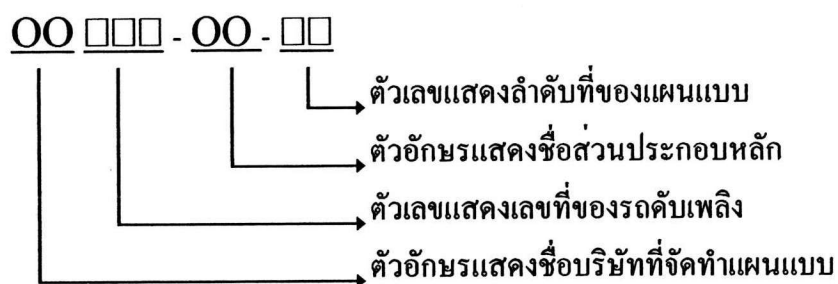 OO □□□ - OO - □□
ตัวเลขแสดงลำดับที่ของแผนแบบ
ตัวอักษรแสดงชื่อส่วนประกอบหลัก
ตัวเลขแสดงเลขที่ของรถดับเพลิง
ตัวอักษรแสดงชื่อบริษัทที่จัดทำแผนแบบ